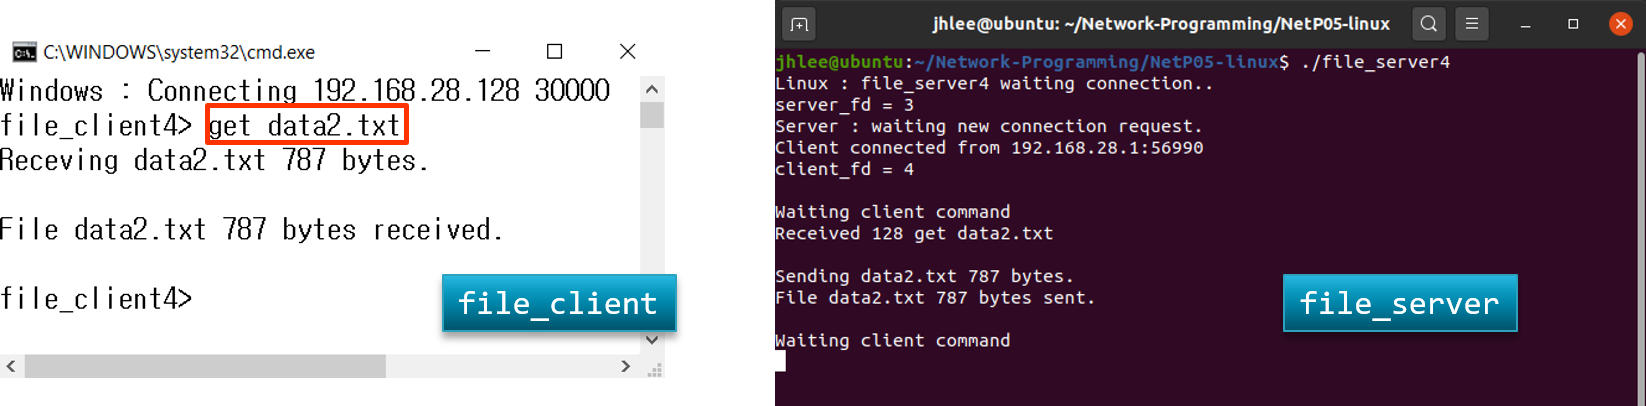 C:\WINDOWS\system32\cmd.exe
Windows : Connecting 192.168.28.128 30000
file_client4> get data2.txt
Receving data2.txt 787 bytes.
File data2.txt 787 bytes received.
file_client4>
file_client
jhlee@ubuntu: ~/Network-Programming/NetP05-linux
jhlee@ubuntu:~/Network-Programming/NetP05-linux$ ./file_server4
Linux : file_server4 waiting connection..
server_fd = 3
Server : waiting new connection request.
Client connected from 192.168.28.1:56990
client_fd = 4
Waiting client command
Received 128 get data2.txt
Sending data2.txt 787 bytes.
File data2.txt 787 bytes sent.
Waiting client command
file_server